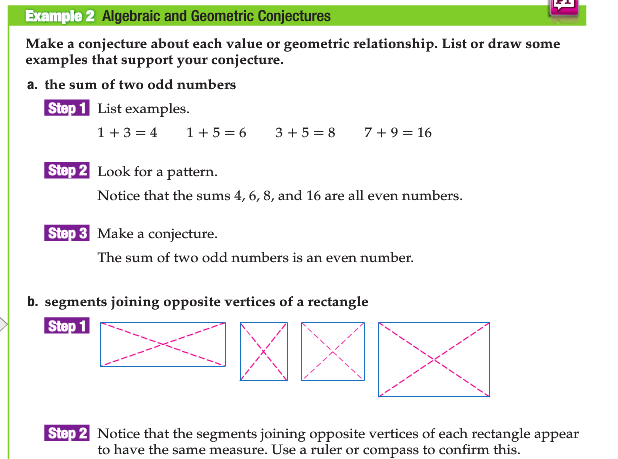 Example 2 Algebraic and Geometric Conjectures
Make a conjecture about each value or geometric relationship. List or draw some
examples that support your conjecture.
a. the sum of two odd numbers
Step 1 List examples.
1 + 3 = 4 1 + 5 = 6 3 + 5 = 8 7 + 9 = 16
Step 2 Look for a pattern.
Notice that the sums 4, 6, 8, and 16 are all even numbers.
Step 3 Make a conjecture.
The sum of two odd numbers is an even number.
b. segments joining opposite vertices of a rectangle
Step 1
Step 2 Notice that the segments joining opposite vertices of each rectangle appear
to have the same measure. Use a ruler or compass to confirm this.